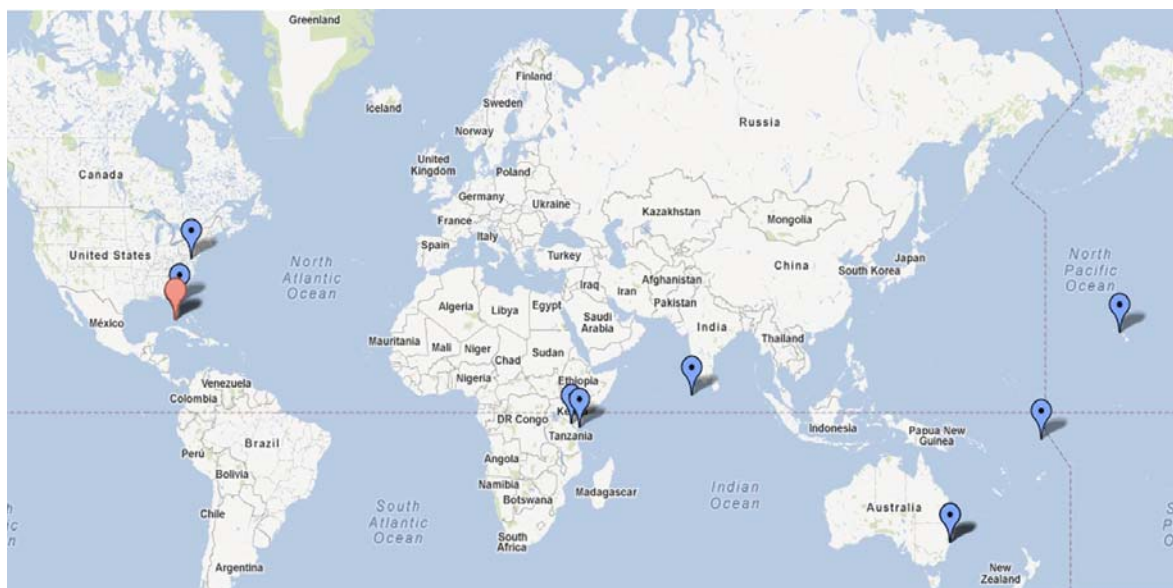 Greenland
Finland
Iceland
Sweden
Norway
Russia
Canada
United
Kingdom
Poland
Germany
Ukraine
France
Kazakhstan
Mongolia
Italy
North
Atlantic
Ocean
Spain
United States
Turkey
China
Japan
South Korea
North
Pacific
Ocean
Iraq
Iran
Afghanistan
Pakistan
Algeria
Libya
Egypt
Saudi
Arabia
México
India
Mauritania
Mali
Niger
Sudan
Thailand
Chad
Venezuela
Nigeria
Ethiopia
Colombia
DR Congo
Indonesia
Papua New
Guinea
Tanzania
Brazil
Perú
Angola
Bolivia
Namibia
Botswana
Madagascar
Indian
Ocean
Australia
Chile
South
Atlantic
Ocean
South
Africa
Argentina
New
Zealand